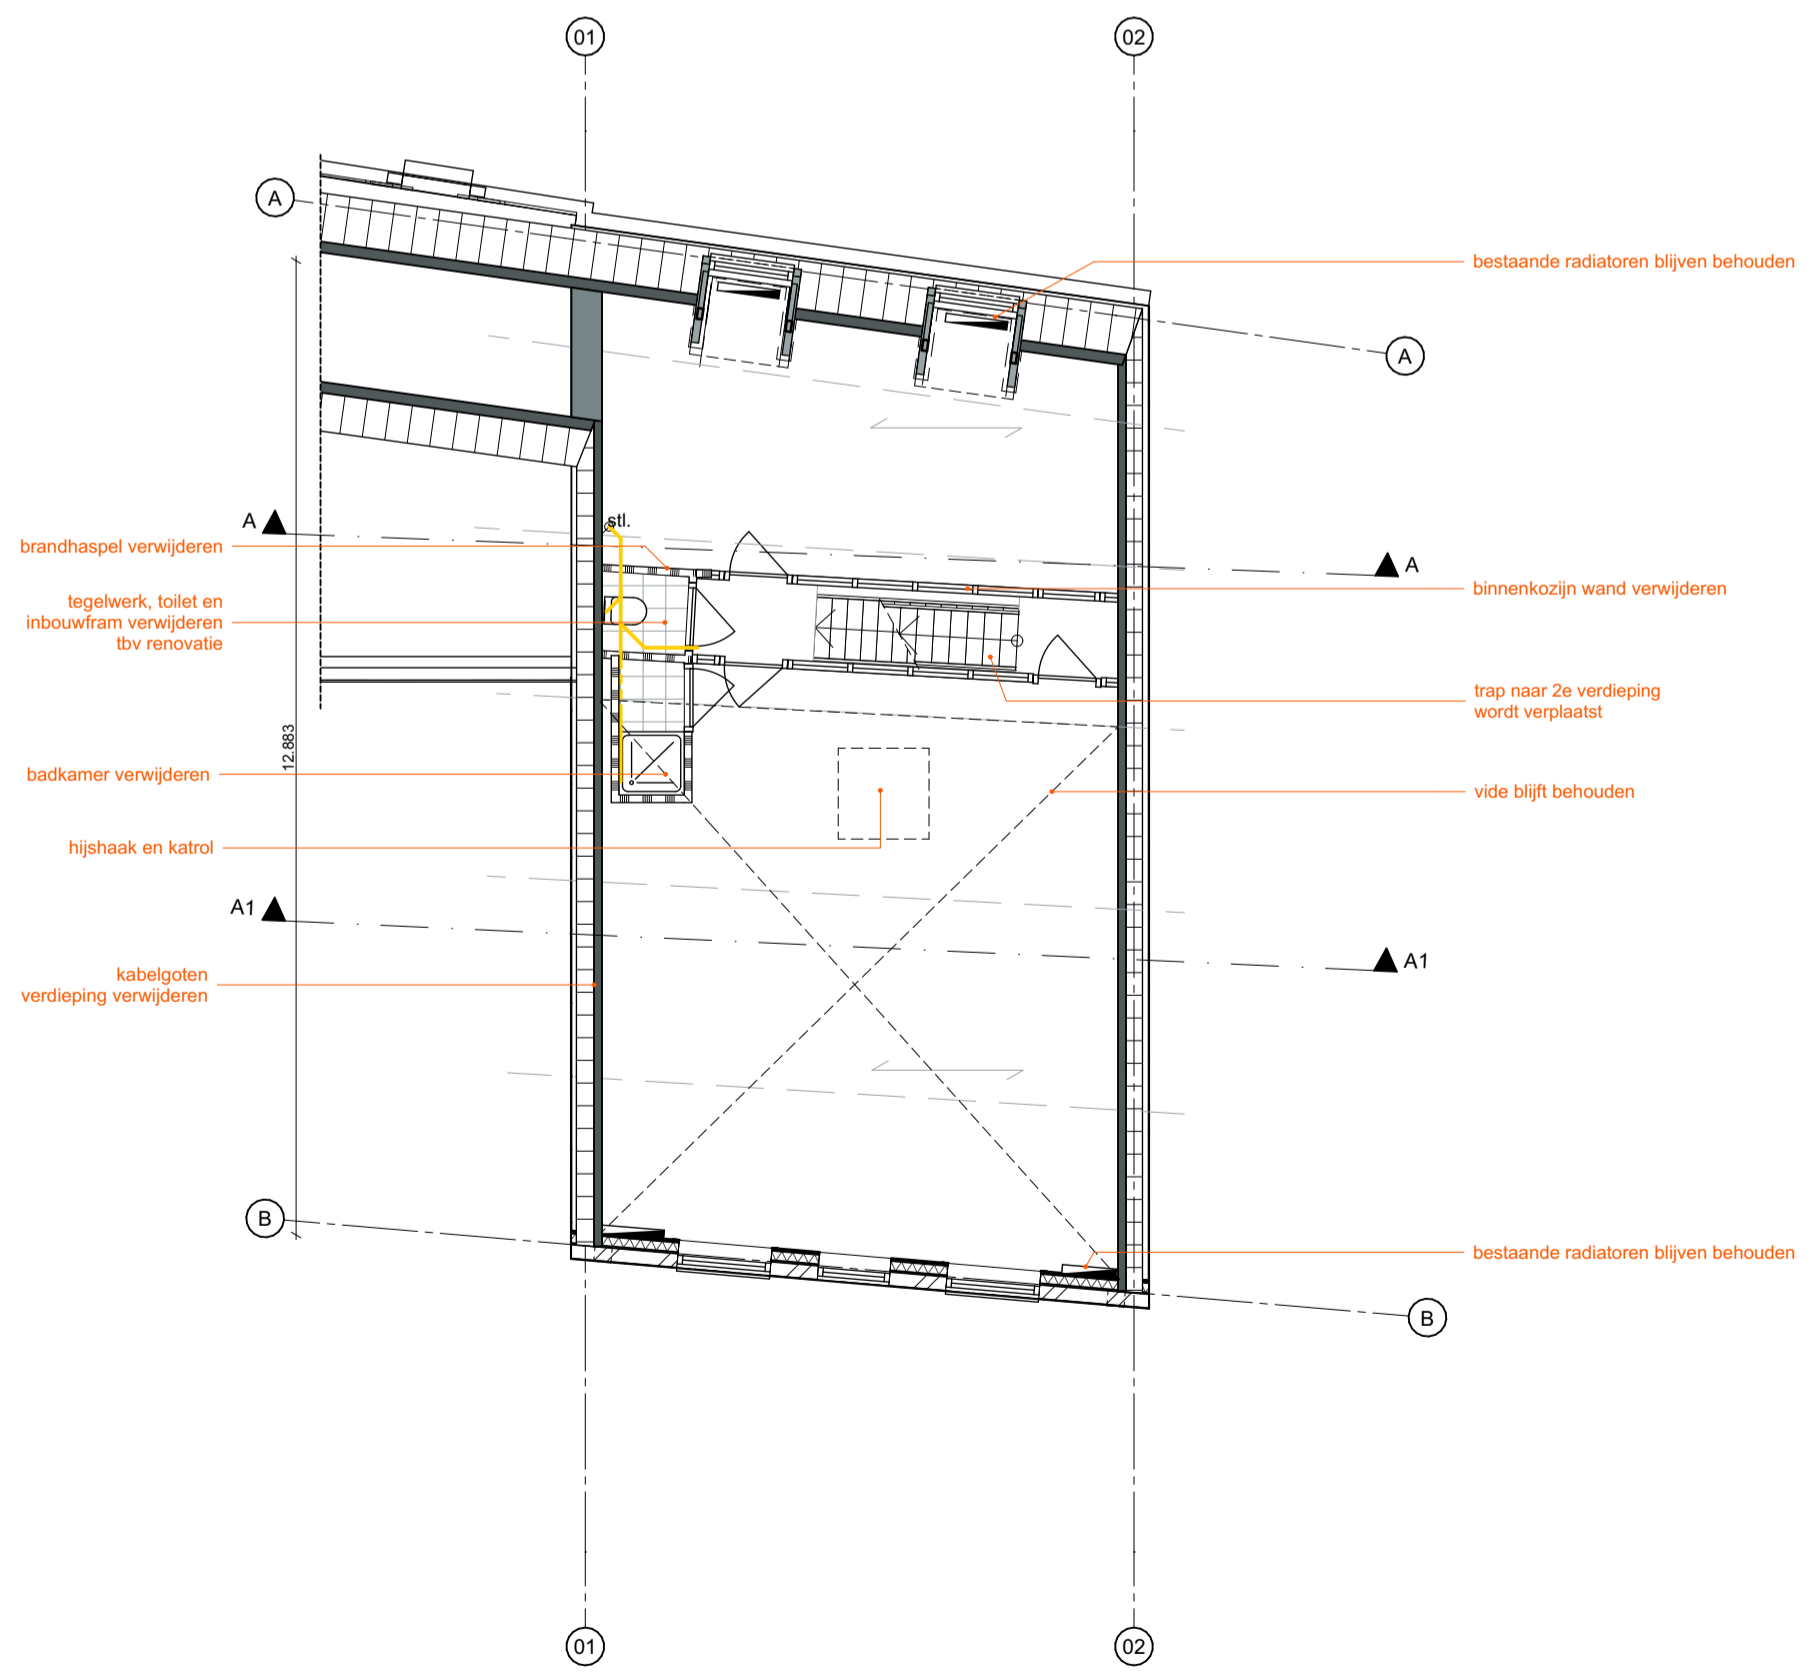 01
02
A
bestaande radiatoren blijven behouden
A
stl.
A
brandhaspel verwijderen
A
binnenkozijn wand verwijderen
tegelwerk, toilet en
inbouwfram verwijderen
tbv renovatie
trap naar 2e verdieping
wordt verplaatst
12.883
badkamer verwijderen
vide blijft behouden
hijshaak en katrol
A1
A1
kabelgoten
verdieping verwijderen
B
bestaande radiatoren blijven behouden
B
01
02